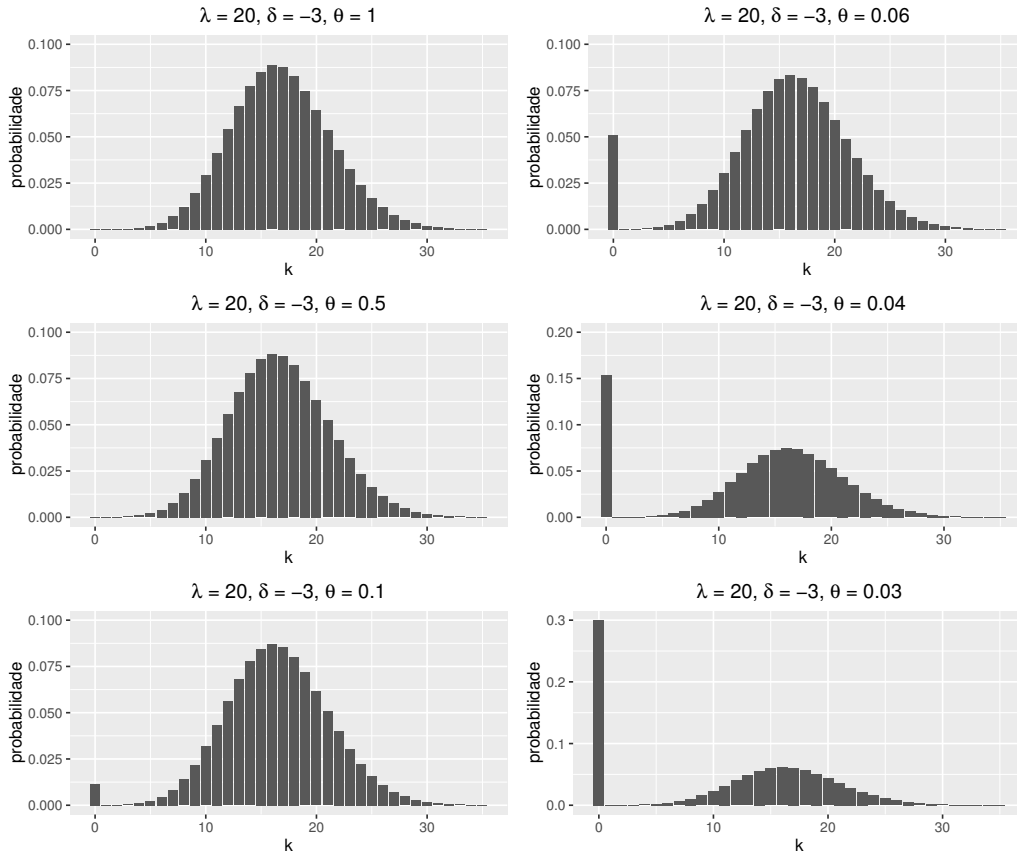 λ = 20, δ = −3, θ = 1
probabilidade
0.100
0.075
0.050
0.025
0.000
0 10 20 30
k
λ = 20, δ = −3, θ = 0.06
probabilidade
0.100
0.075
0.050
0.025
0.000
0 10 20 30
k
λ = 20, δ = −3, θ = 0.5
probabilidade
0.100
0.075
0.050
0.025
0.000
0 10 20 30
k
λ = 20, δ = −3, θ = 0.04
probabilidade
0.20
0.15
0.10
0.05
0.00
0 10 20 30
k
λ = 20, δ = −3, θ = 0.1
probabilidade
0.100
0.075
0.050
0.025
0.000
0 10 20 30
k
λ = 20, δ = −3, θ = 0.03
probabilidade
0.3
0.2
0.1
0.0
0 10 20 30
k